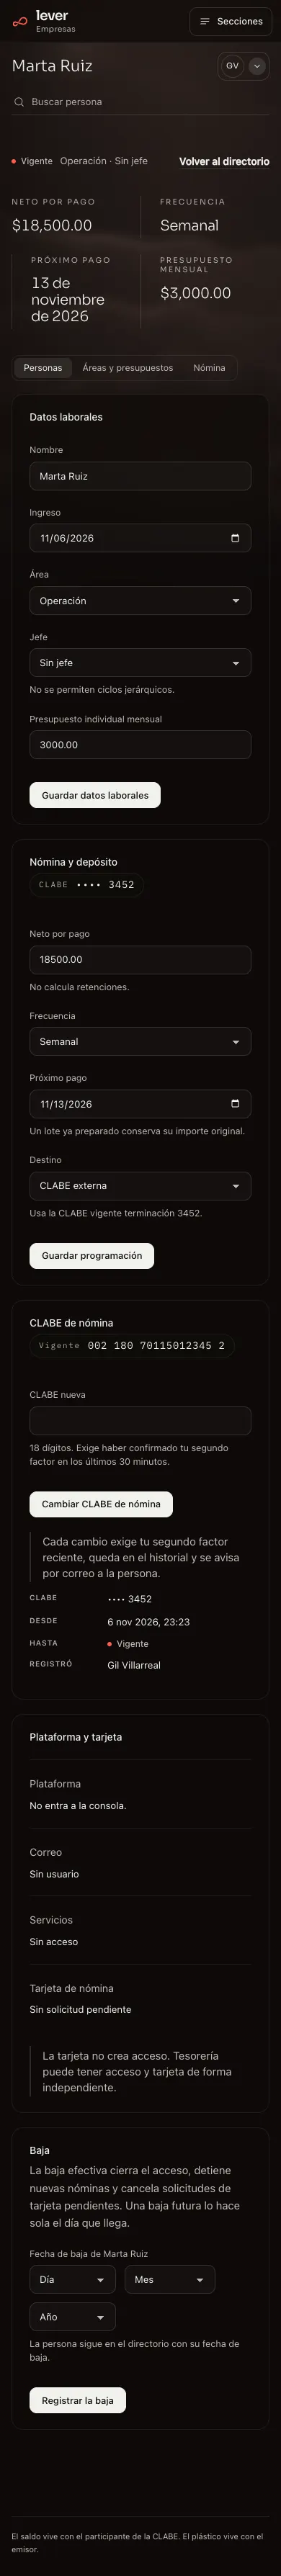 lever
Empresas
Secciones
Marta Ruiz
GV
Buscar persona
Vigente Operación · Sin jefe
Volver al directorio
NETO POR PAGO
$18,500.00
FRECUENCIA
Semanal
PRÓXIMO PAGO
13 de
noviembre
de 2026
PRESUPUESTO
MENSUAL
$3,000.00
Personas
Áreas y presupuestos
Nómina
Datos laborales
Nombre
Marta Ruiz
Ingreso
11/06/2026
Área
Operación
Jefe
Sin jefe
No se permiten ciclos jerárquicos.
Presupuesto individual mensual
3000.00
Guardar datos laborales
Nómina y depósito
CLABE •••• 3452
Neto por pago
18500.00
No calcula retenciones.
Frecuencia
Semanal
Próximo pago
11/13/2026
Un lote ya preparado conserva su importe original.
Destino
CLABE externa
Usa la CLABE vigente terminación 3452.
Guardar programación
CLABE de nómina
Vigente 002 180 70115012345 2
CLABE nueva
18 dígitos. Exige haber confirmado tu segundo
factor en los últimos 30 minutos.
Cambiar CLABE de nómina
Cada cambio exige tu segundo factor
reciente, queda en el historial y se avisa
por correo a la persona.
CLABE •••• 3452
DESDE 6 nov 2026, 23:23
HASTA Vigente
REGISTRÓ Gil Villarreal
Plataforma y tarjeta
Plataforma
No entra a la consola.
Correo
Sin usuario
Servicios
Sin acceso
Tarjeta de nómina
Sin solicitud pendiente
La tarjeta no crea acceso. Tesorería
puede tener acceso y tarjeta de forma
independiente.
Baja
La baja efectiva cierra el acceso, detiene
nuevas nóminas y cancela solicitudes de
tarjeta pendientes. Una baja futura lo hace
sola el día que llega.
Fecha de baja de Marta Ruiz
Día
Mes
Año
La persona sigue en el directorio con su fecha de
baja.
Registrar la baja
El saldo vive con el participante de la CLABE. El plástico vive con el
emisor.